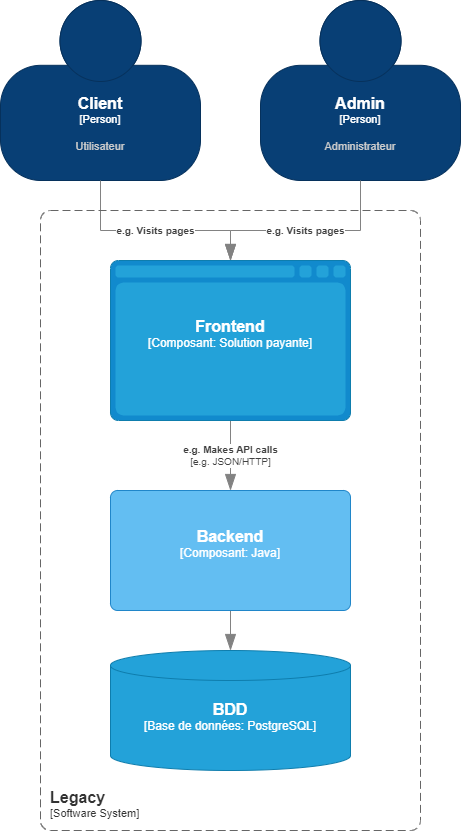 Client
[Person]
Utilisateur
Admin
[Person]
Administrateur
e.g. Visits pages
e.g. Visits pages
Frontend
[Composant: Solution payante]
e.g. Makes API calls
[e.g. JSON/HTTP]
Backend
[Composant: Java]
BDD
[Base de données: PostgreSQL]
Legacy
[Software System]